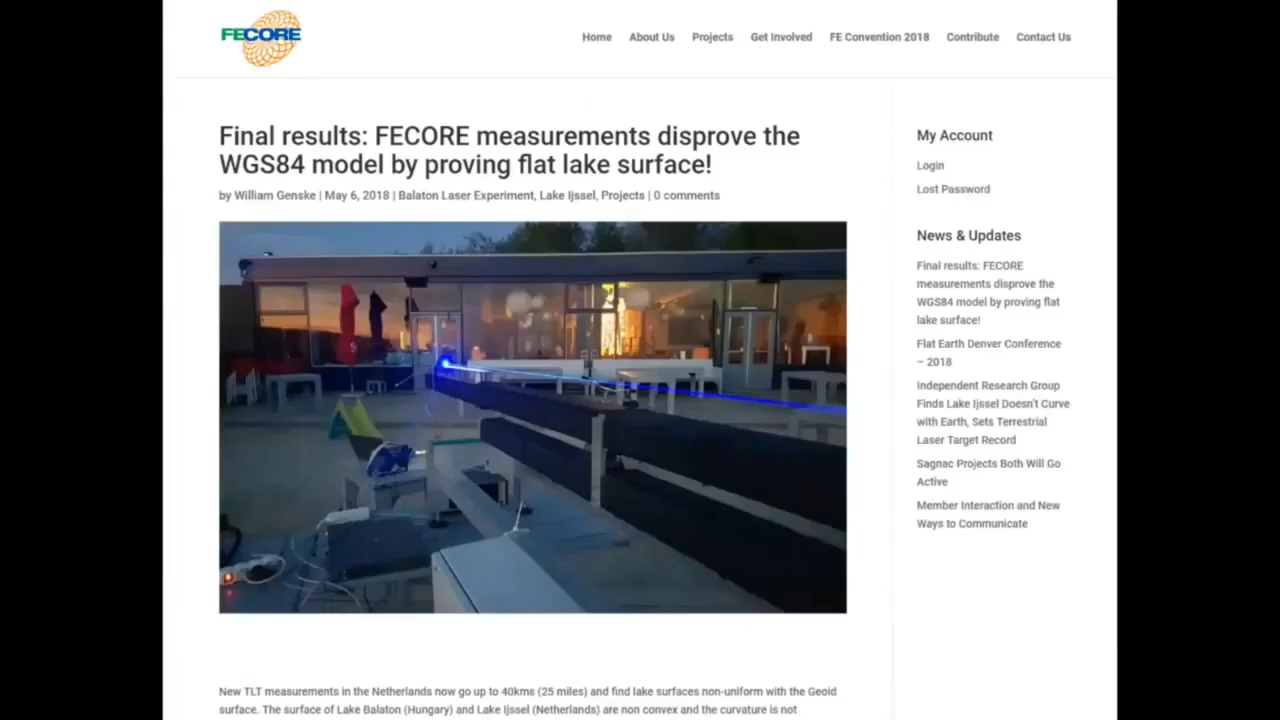 FECORE
Home About Us Projects Get Involved FE Convention 2018 Contribute Contact Us
Final results: FECORE measurements disprove the
WGS84 model by proving flat lake surface!
by William Genske | May 6, 2018 | Balaton Laser Experiment, Lake Ijssel, Projects | 0 comments
New TLT measurements in the Netherlands now go up to 40kms (25 miles) and find lake surfaces non-uniform with the Geoid
surface. The surface of Lake Balaton (Hungary) and Lake Ijssel (Netherlands) are non convex and the curvature is not
My Account
Login
Lost Password
News & Updates
Final results: FECORE
measurements disprove the
WGS84 model by proving flat
lake surface!
Flat Earth Denver Conference
– 2018
Independent Research Group
Finds Lake Ijssel Doesn't Curve
with Earth, Sets Terrestrial
Laser Target Record
Sagnac Projects Both Will Go
Active
Member Interaction and New
Ways to Communicate